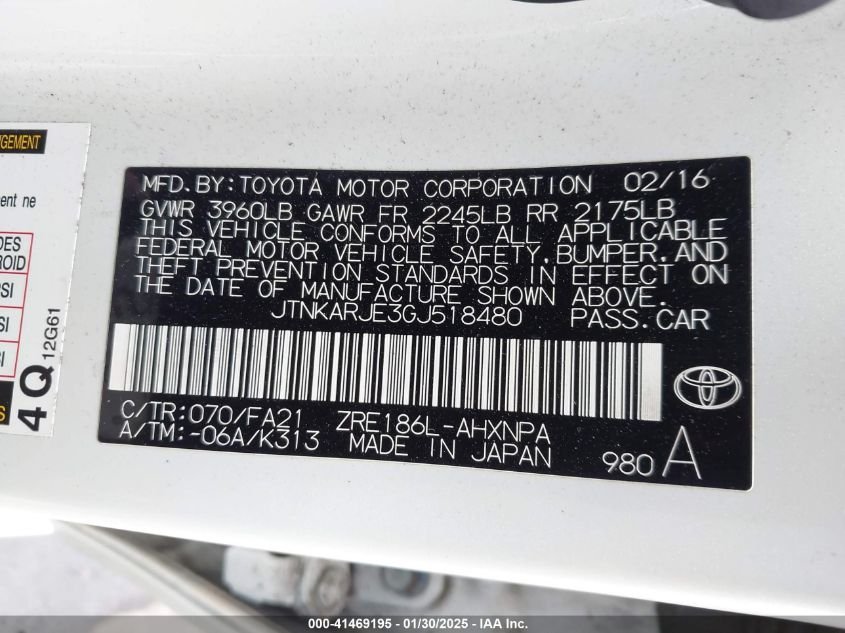 NGEMENT
ent ne
DES
ROID
PSI
SI
SI
S
4Q 12G61
MFD. BY: TOYOTA MOTOR CORPORATION 02/16
GVWR 3960LB GAWR FR 2245LB RR 2175LB
THIS VEHICLE CONFORMS TO ALL APPLICABLE
FEDERAL MOTOR VEHICLE SAFETY, BUMPER, AND
THEFT PREVENTION STANDARDS IN EFFECT ON
THE DATE OF MANUFACTURE SHOWN ABOVE.
JTNKARJE3GJ518480 PASS.CAR
C/TR:070/FA21 ZRE186L-AHXNPA
A/TM:-06A/K313 MADE IN JAPAN 980 A
000-41469195 - 01/30/2025 - IAAI Inc.